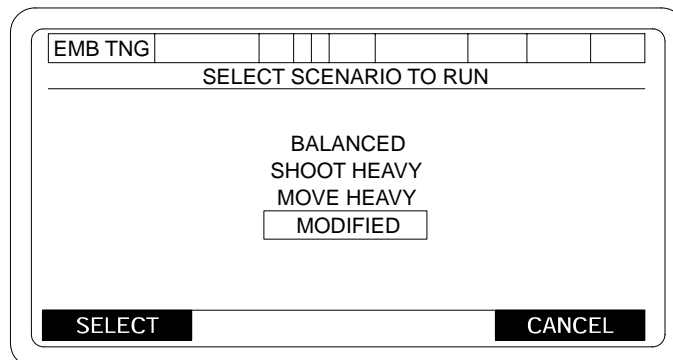 EMB TNG
SELECT SCENARIO TO RUN
BALANCED
SHOOT HEAVY
MOVE HEAVY
MODIFIED
SELECT CANCEL